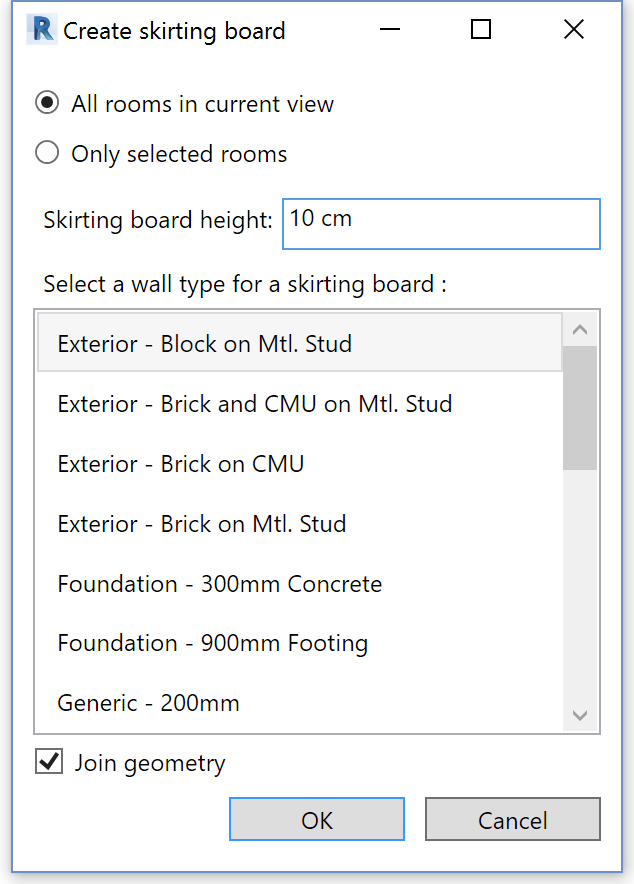 R Create skirting board
All rooms in current view
Only selected rooms
Skirting board height: 10 cm
Select a wall type for a skirting board :
Exterior - Block on Mtl. Stud
Exterior - Brick and CMU on Mtl. Stud
Exterior - Brick on CMU
Exterior - Brick on Mtl. Stud
Foundation - 300mm Concrete
Foundation - 900mm Footing
Generic - 200mm
Join geometry
OK Cancel